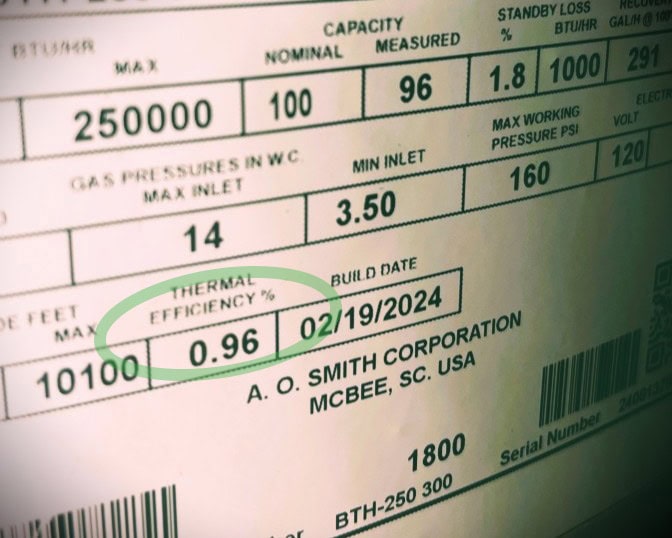 BTU/HR CAPACITY STANDBY LOSS
MAX NOMINAL MEASURED % BTU/HR GAL/H @
250000 100 96 1.8 1000 291
GAS PRESSURES IN W.C. MAX WORKING
MAX INLET MIN INLET PRESSURE PSI VOLT
14 3.50 160 120
FEET THERMAL BUILD DATE
MAX EFFICIENCY %
10100 0.96 02/19/2024
A. O. SMITH CORPORATION
MCBEE, SC. USA
1800 Serial Number
BTH-250 300